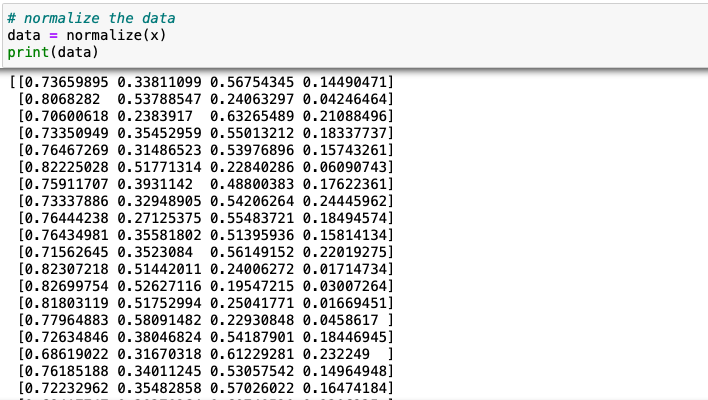 # normalize the data
data = normalize(x)
print(data)
[[0.73659895 0.33811099 0.56754345 0.14490471]
 [0.8068282  0.53788547 0.24063297 0.04246464]
 [0.70600618 0.2383917  0.63265489 0.21088496]
 [0.73350949 0.35452959 0.55013212 0.18337737]
 [0.76467269 0.31486523 0.53976896 0.15743261]
 [0.82225028 0.51771314 0.22840286 0.06090743]
 [0.75911707 0.3931142  0.48800383 0.17622361]
 [0.73337886 0.32948905 0.54206264 0.24445962]
 [0.76444238 0.27125375 0.55483721 0.18494574]
 [0.76434981 0.35581802 0.51395936 0.15814134]
 [0.71562645 0.3523084  0.56149152 0.22019275]
 [0.82307218 0.51442011 0.24006272 0.01714734]
 [0.82699754 0.52627116 0.19547215 0.03007264]
 [0.81803119 0.51752994 0.25041771 0.01669451]
 [0.77964883 0.58091482 0.22930848 0.0458617 ]
 [0.72634846 0.38046824 0.54187901 0.18446945]
 [0.68619022 0.31670318 0.61229281 0.232249  ]
 [0.76185188 0.34011245 0.53057542 0.14964948]
 [0.72232962 0.35482858 0.57026022 0.16474184]